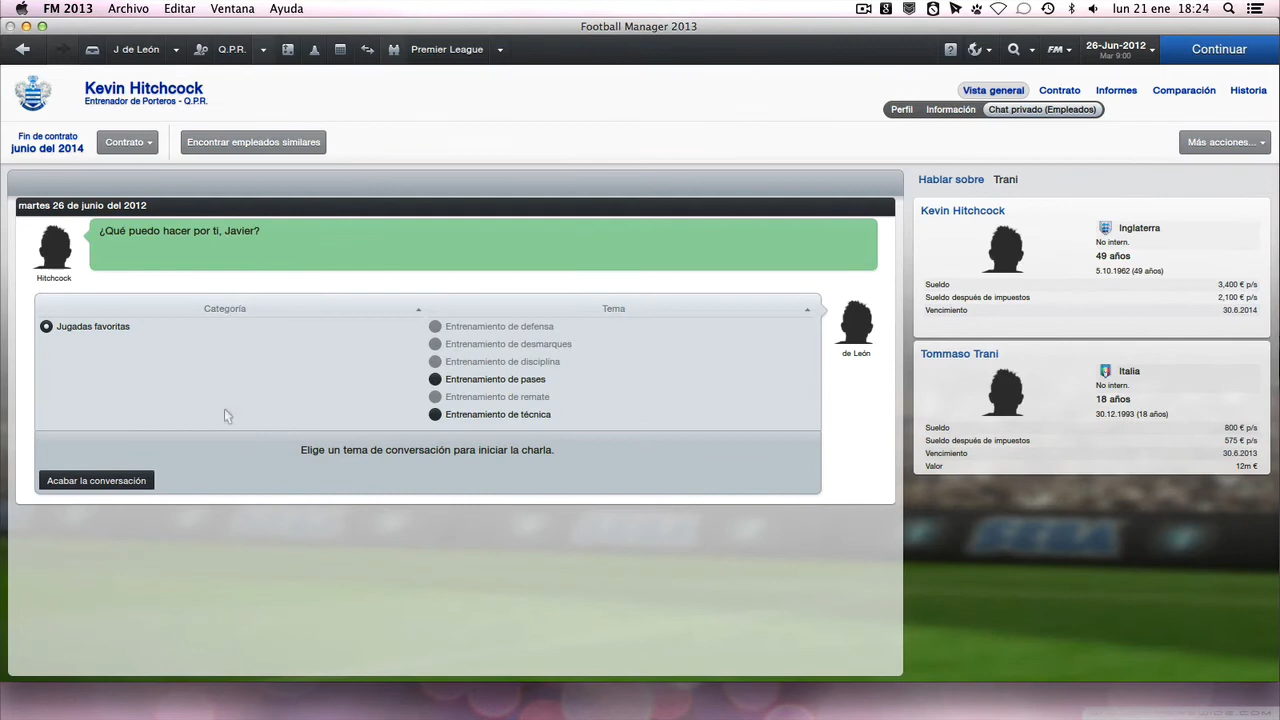 FM 2013 Archivo Editar Ventana Ayuda
lun 21 ene 18:24
Football Manager 2013
J de León Q.P.R. Premier League
FM 26-Jun-2012
Mar 9:00
Continuar
Kevin Hitchcock
Entrenador de Porteros - Q.P.R.
Vista general Contrato Informes Comparación Historia
Perfil Información Chat privado (Empleados)
Fin de contrato
junio del 2014
Contrato Encontrar empleados similares Más acciones...
martes 26 de junio del 2012
¿Qué puedo hacer por ti, Javier?
Hitchcock
Categoría Tema
Jugadas favoritas
Entrenamiento de defensa
Entrenamiento de desmarques
Entrenamiento de disciplina
Entrenamiento de pases
Entrenamiento de remate
Entrenamiento de técnica
de León
Elige un tema de conversación para iniciar la charla.
Acabar la conversación
Hablar sobre Trani
Kevin Hitchcock
Inglaterra
No intern.
49 años
5.10.1962 (49 años)
Sueldo 3,400 € p/s
Sueldo después de impuestos 2,100 € p/s
Vencimiento 30.6.2014
Tommaso Trani
Italia
No intern.
18 años
30.12.1993 (18 años)
Sueldo 800 € p/s
Sueldo después de impuestos 575 € p/s
Vencimiento 30.6.2013
Valor 12m €
SEGA